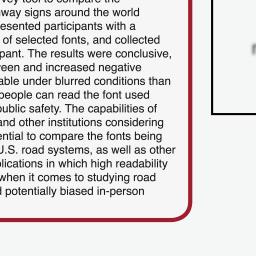 vey tool to compare the
way signs around the world
esented participants with a
of selected fonts, and collected
pant. The results were conclusive,
een and increased negative
able under blurred conditions than
people can read the font used
public safety. The capabilities of
and other institutions considering
ential to compare the fonts being
U.S. road systems, as well as other
lications in which high readability
when it comes to studying road
d potentially biased in-person